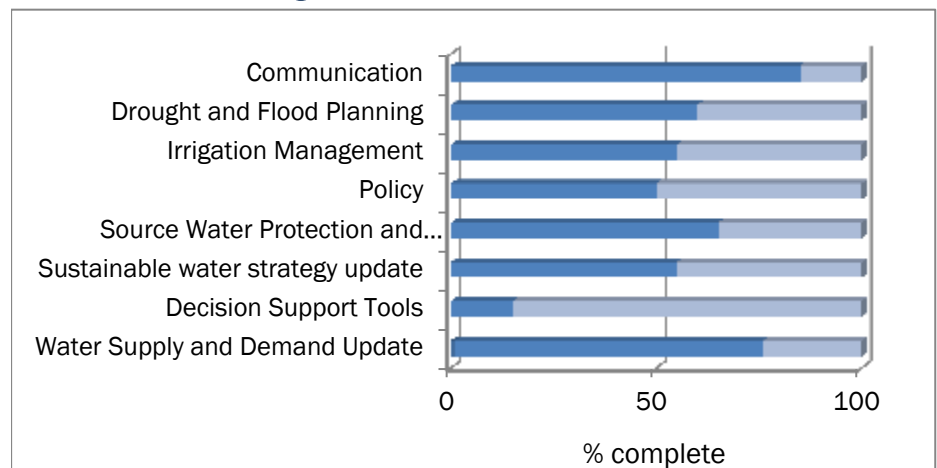 Communication
Drought and Flood Planning
Irrigation Management
Policy
Source Water Protection and...
Sustainable water strategy update
Decision Support Tools
Water Supply and Demand Update
0 50 100
% complete